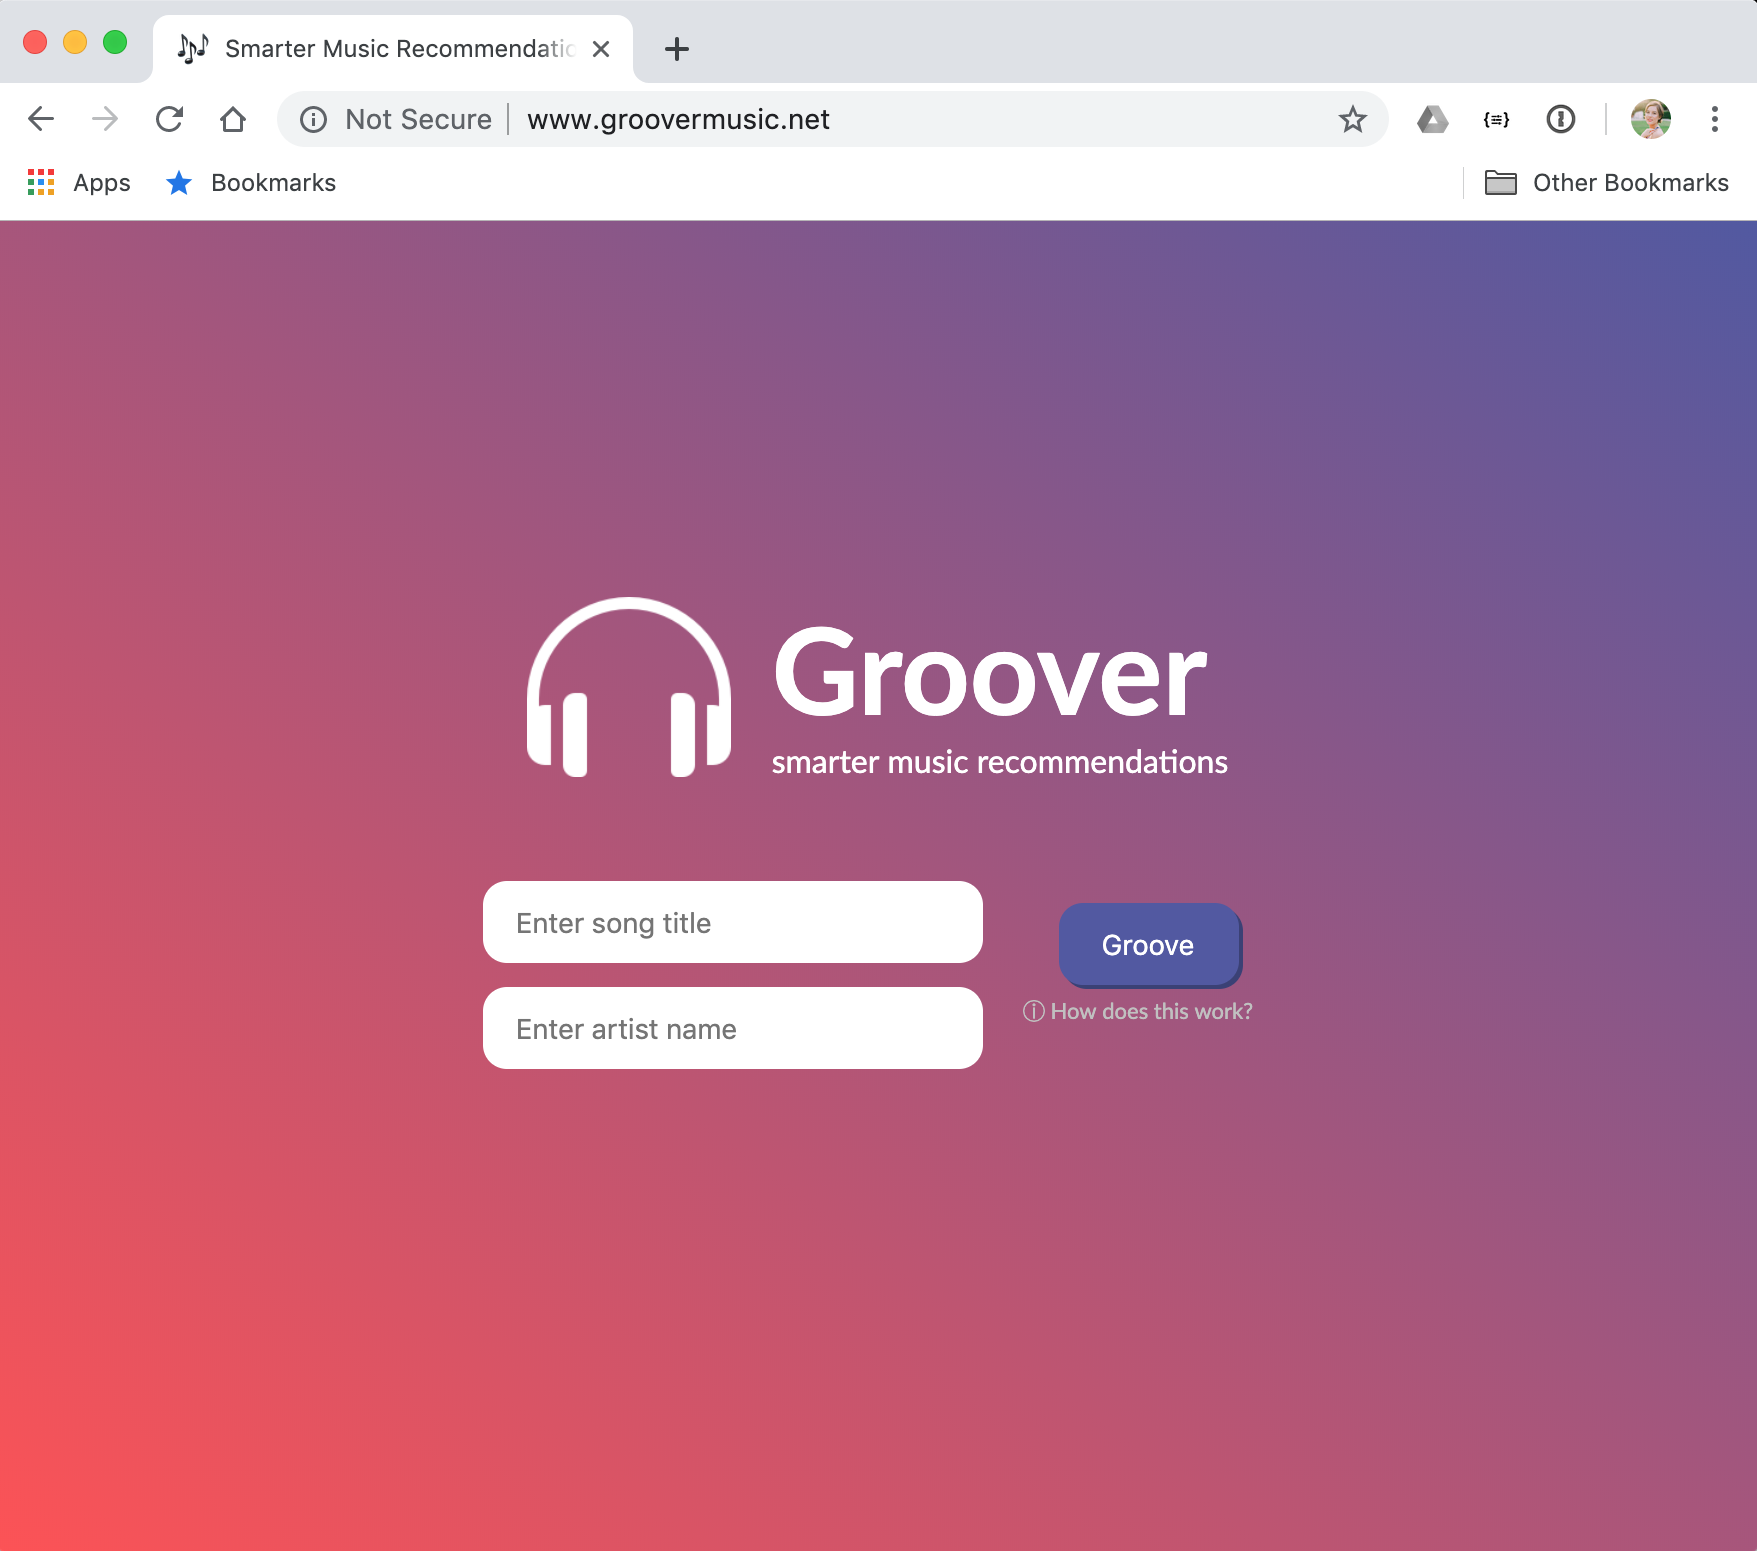 Smarter Music Recommendatio
Not Secure www.groovermusic.net
Apps Bookmarks Other Bookmarks
Groover
smarter music recommendations
Enter song title
Groove
How does this work?
Enter artist name